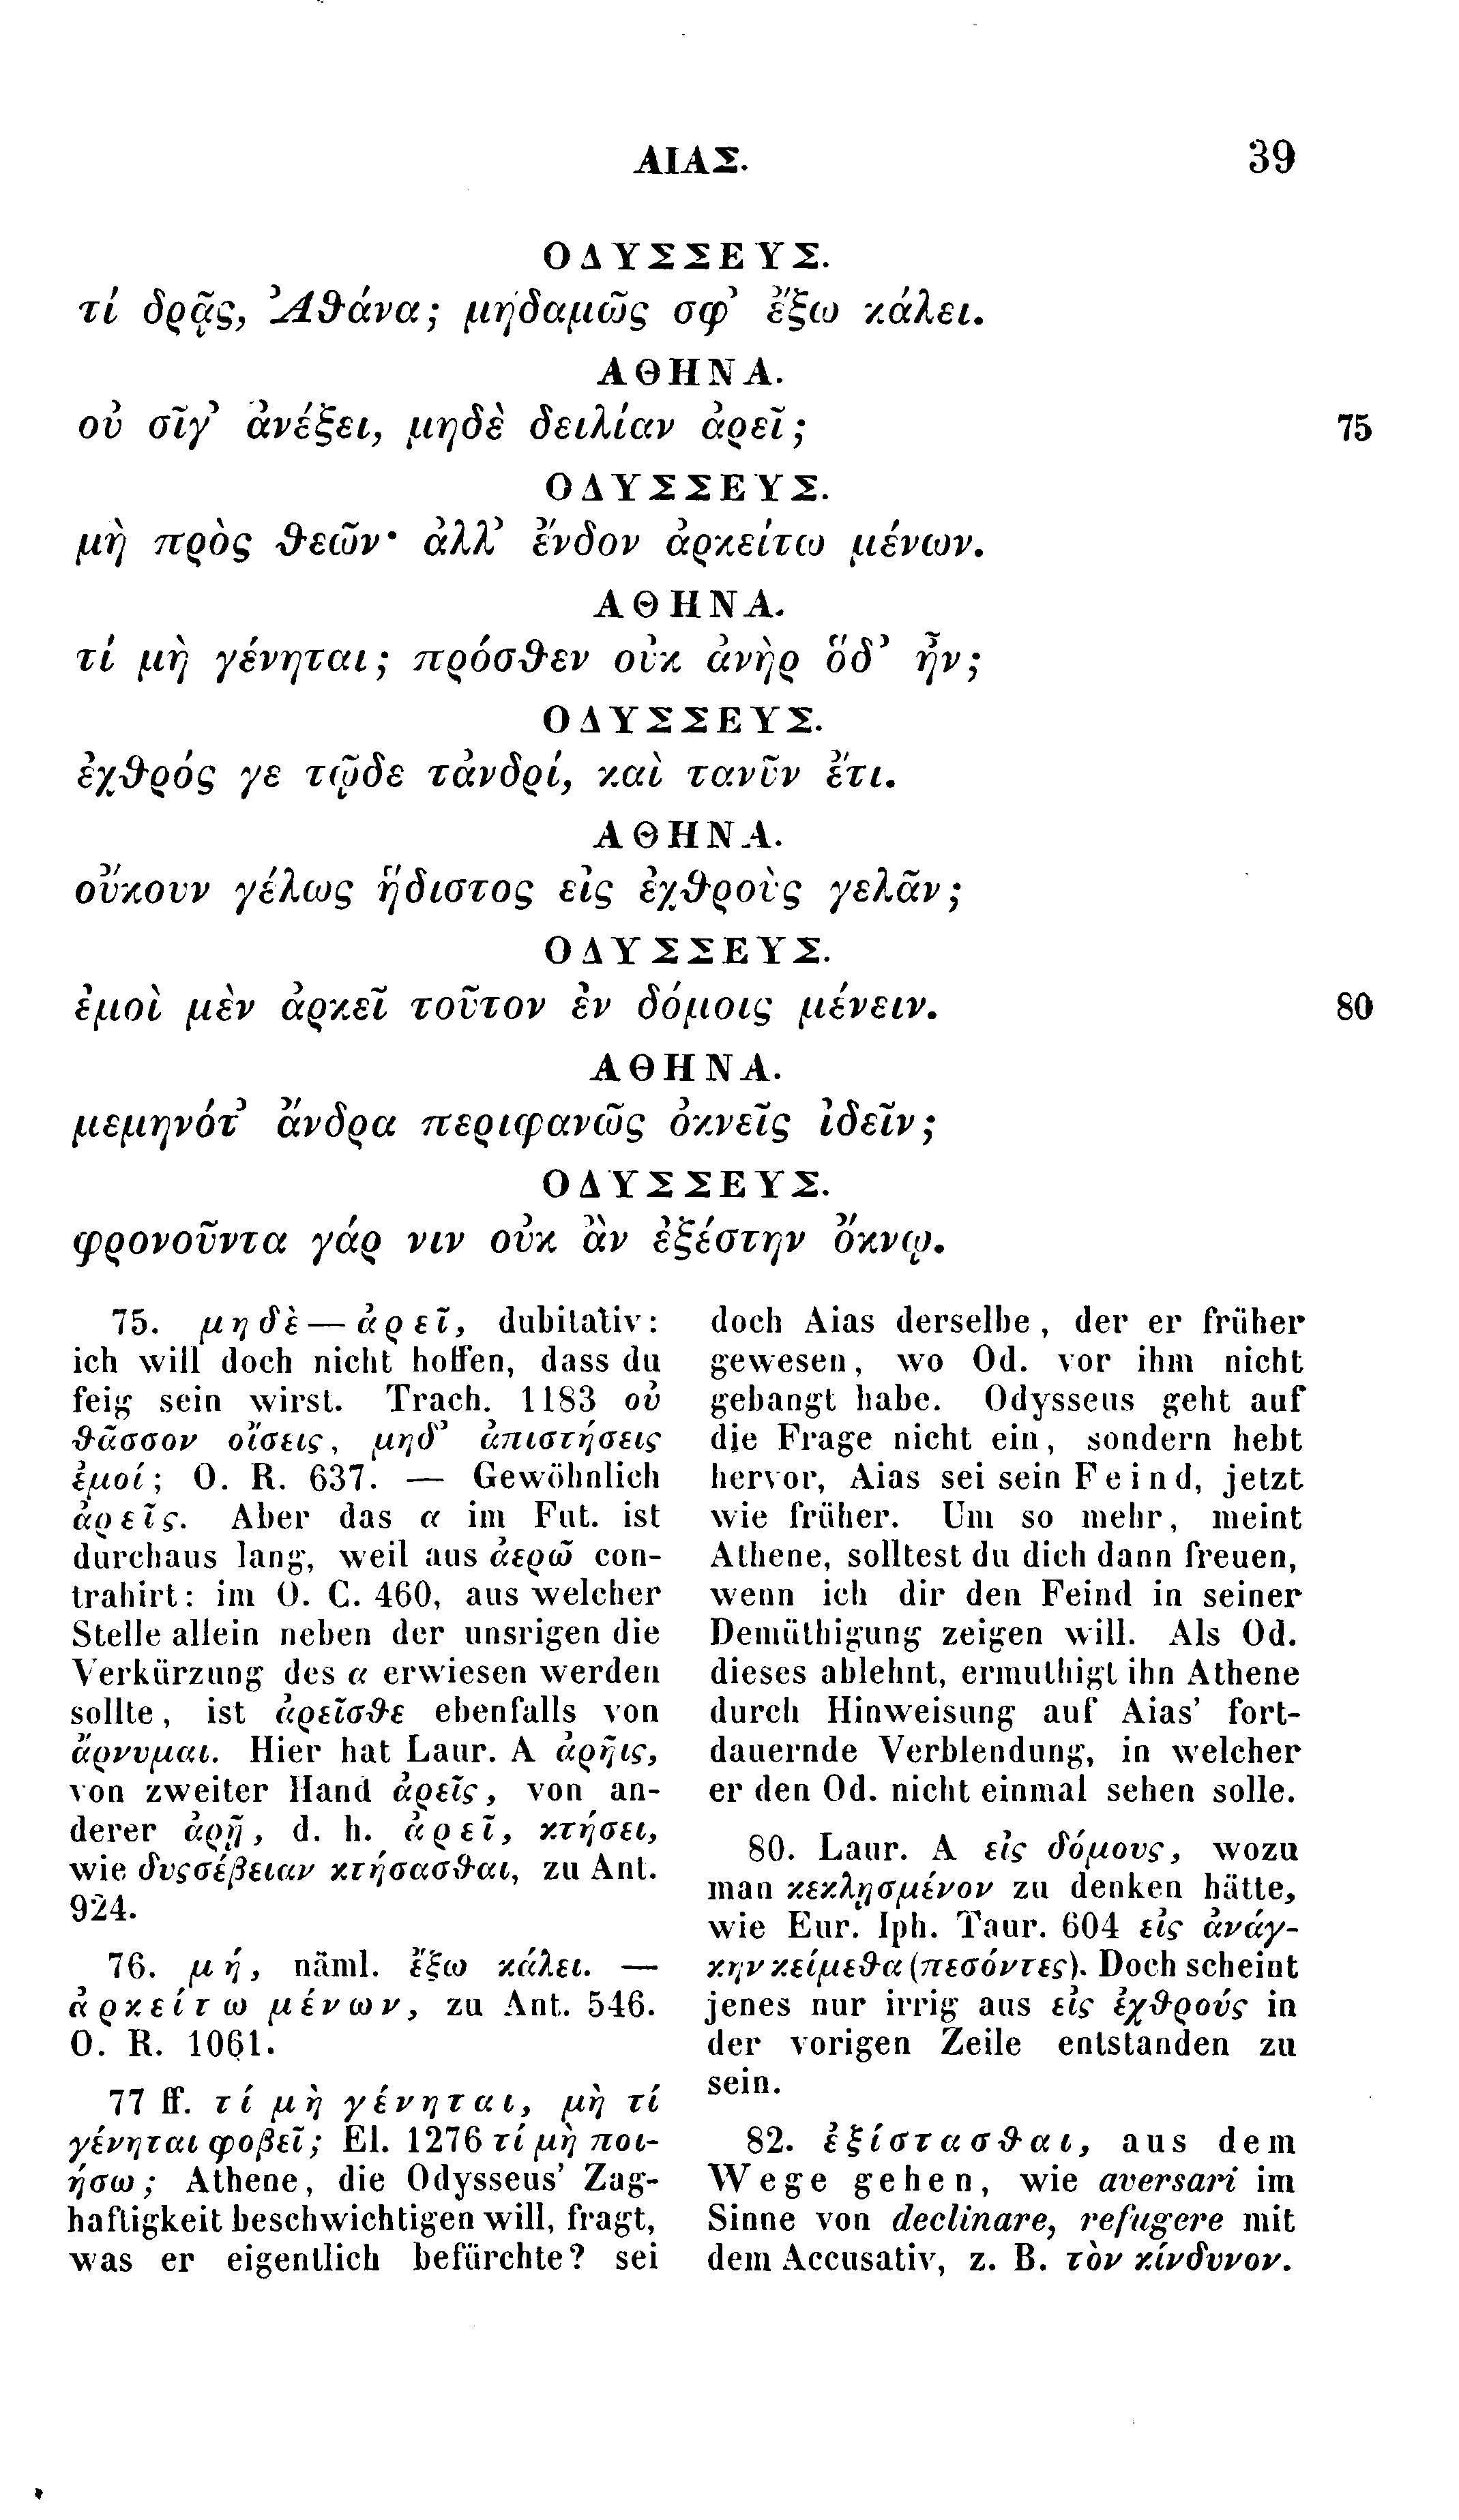 ΑΙΑΣ.
39
ΟΔΥΣΣΕΥΣ.
τί δρᾷς, Ἀθάνα; μηδαμῶς σφ’ ἔξω κάλει.
ΑΘΗΝΑ.
οὐ σῖγ’ ἀνέξει, μηδὲ δειλίαν ἀρεῖ;
75
ΟΔΥΣΣΕΥΣ.
μὴ πρὸς θεῶν· ἀλλ’ ἔνδον ἀρκείτω μένων.
ΑΘΗΝΑ.
τί μὴ γένηται; πρόσθεν οὐκ ἀνὴρ ὅδ’ ἦν;
ΟΔΥΣΣΕΥΣ.
ἐχθρός γε τῷδε τἀνδρί, καὶ τανῦν ἔτι.
ΑΘΗΝΑ.
οὔκουν γέλως ἥδιστος εἰς ἐχθροὺς γελᾶν;
ΟΔΥΣΣΕΥΣ.
ἐμοὶ μὲν ἀρκεῖ τοῦτον ἐν δόμοις μένειν.
80
ΑΘΗΝΑ.
μεμηνότ’ ἄνδρα περιφανῶς ὀκνεῖς ἰδεῖν;
ΟΔΥΣΣΕΥΣ.
φρονοῦντα γάρ νιν οὐκ ἂν ἐξέστην ὄκνῳ.
75. μηδὲ — ἀρεῖ, dubitativ:
ich will doch nicht hoffen, dass du
feig sein wirst. Trach. 1183 οὐ
θᾶσσον οἴσεις, μηδ’ ἀπιστήσεις
ἐμοί; O. R. 637. — Gewöhnlich
ἀρεῖς. Aber das α im Fut. ist
durchaus lang, weil aus ἀερῶ con-
trahirt: im O. C. 460, aus welcher
Stelle allein neben der unsrigen die
Verkürzung des α erwiesen werden
sollte, ist ἀρεῖσθε ebenfalls von
ἄρνυμαι. Hier hat Laur. A ἀρῆις,
von zweiter Hand ἀρεῖς, von an-
derer ἀρῇ, d. h. ἀρεῖ, κτήσει,
wie δυςσέβειαν κτήσασθαι, zu Ant.
924.
76. μή, näml. ἔξω κάλει. —
ἀρκείτω μένων, zu Ant. 546.
O. R. 1061.
77 ff. τί μὴ γένηται, μὴ τί
γένηται φοβεῖ; El. 1276 τί μὴ ποι-
ήσω; Athene, die Odysseus’ Zag-
haftigkeit beschwichtigen will, fragt,
was er eigentlich befürchte? sei
doch Aias derselbe, der er früher
gewesen, wo Od. vor ihm nicht
gebangt habe. Odysseus geht auf
die Frage nicht ein, sondern hebt
hervor, Aias sei sein Feind, jetzt
wie früher. Um so mehr, meint
Athene, solltest du dich dann freuen,
wenn ich dir den Feind in seiner
Demüthigung zeigen will. Als Od.
dieses ablehnt, ermuthigt ihn Athene
durch Hinweisung auf Aias’ fort-
dauernde Verblendung, in welcher
er den Od. nicht einmal sehen solle.
80. Laur. A εἰς δόμους, wozu
man κεκλῃσμένον zu denken hätte,
wie Eur. Iph. Taur. 604 εἰς ἀνάγ-
κην κείμεθα (πεσόντες). Doch scheint
jenes nur irrig aus εἰς ἐχθρούς in
der vorigen Zeile entstanden zu
sein.
82. ἐξίστασθαι, aus dem
Wege gehen, wie aversari im
Sinne von declinare, refugere mit
dem Accusativ, z. B. τὸν κίνδυνον.